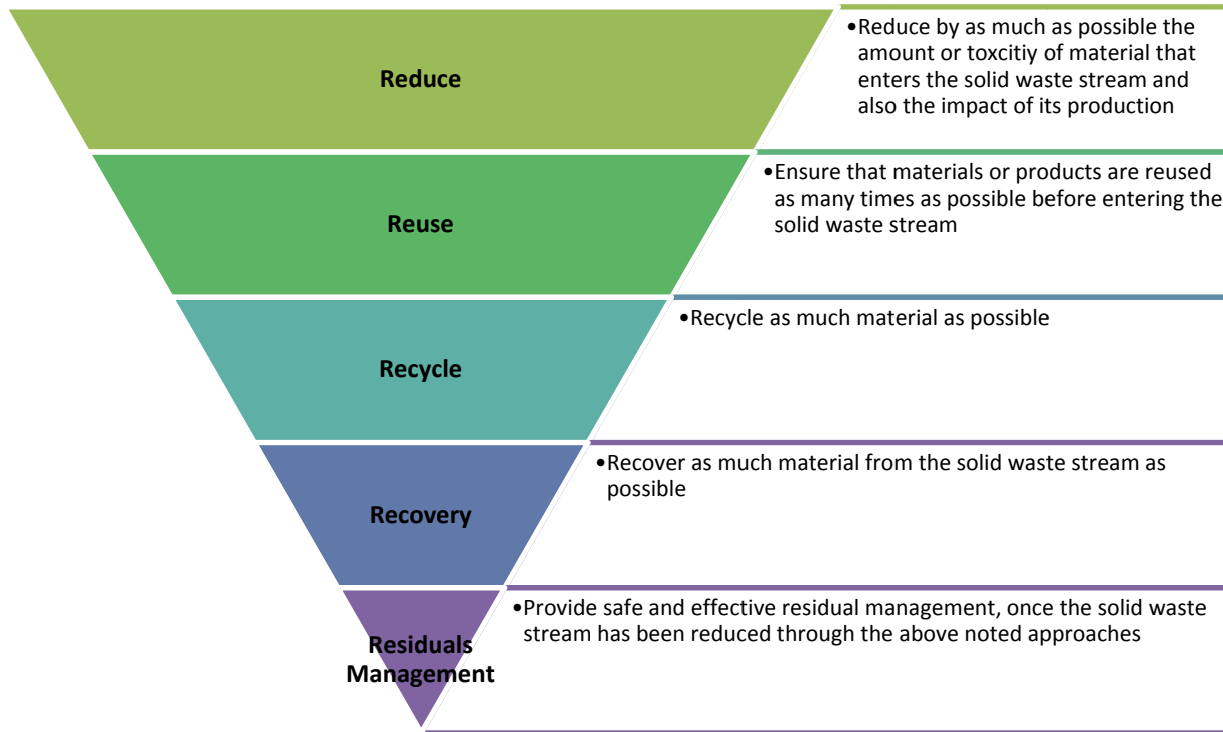 Reduce
•Reduce by as much as possible the
amount or toxcitiy of material that
enters the solid waste stream and
also the impact of its production
Reuse
•Ensure that materials or products are reused
as many times as possible before entering the
solid waste stream
Recycle
•Recycle as much material as possible
Recovery
•Recover as much material from the solid waste stream as
possible
Residuals
Management
•Provide safe and effective residual management, once the solid waste
stream has been reduced through the above noted approaches